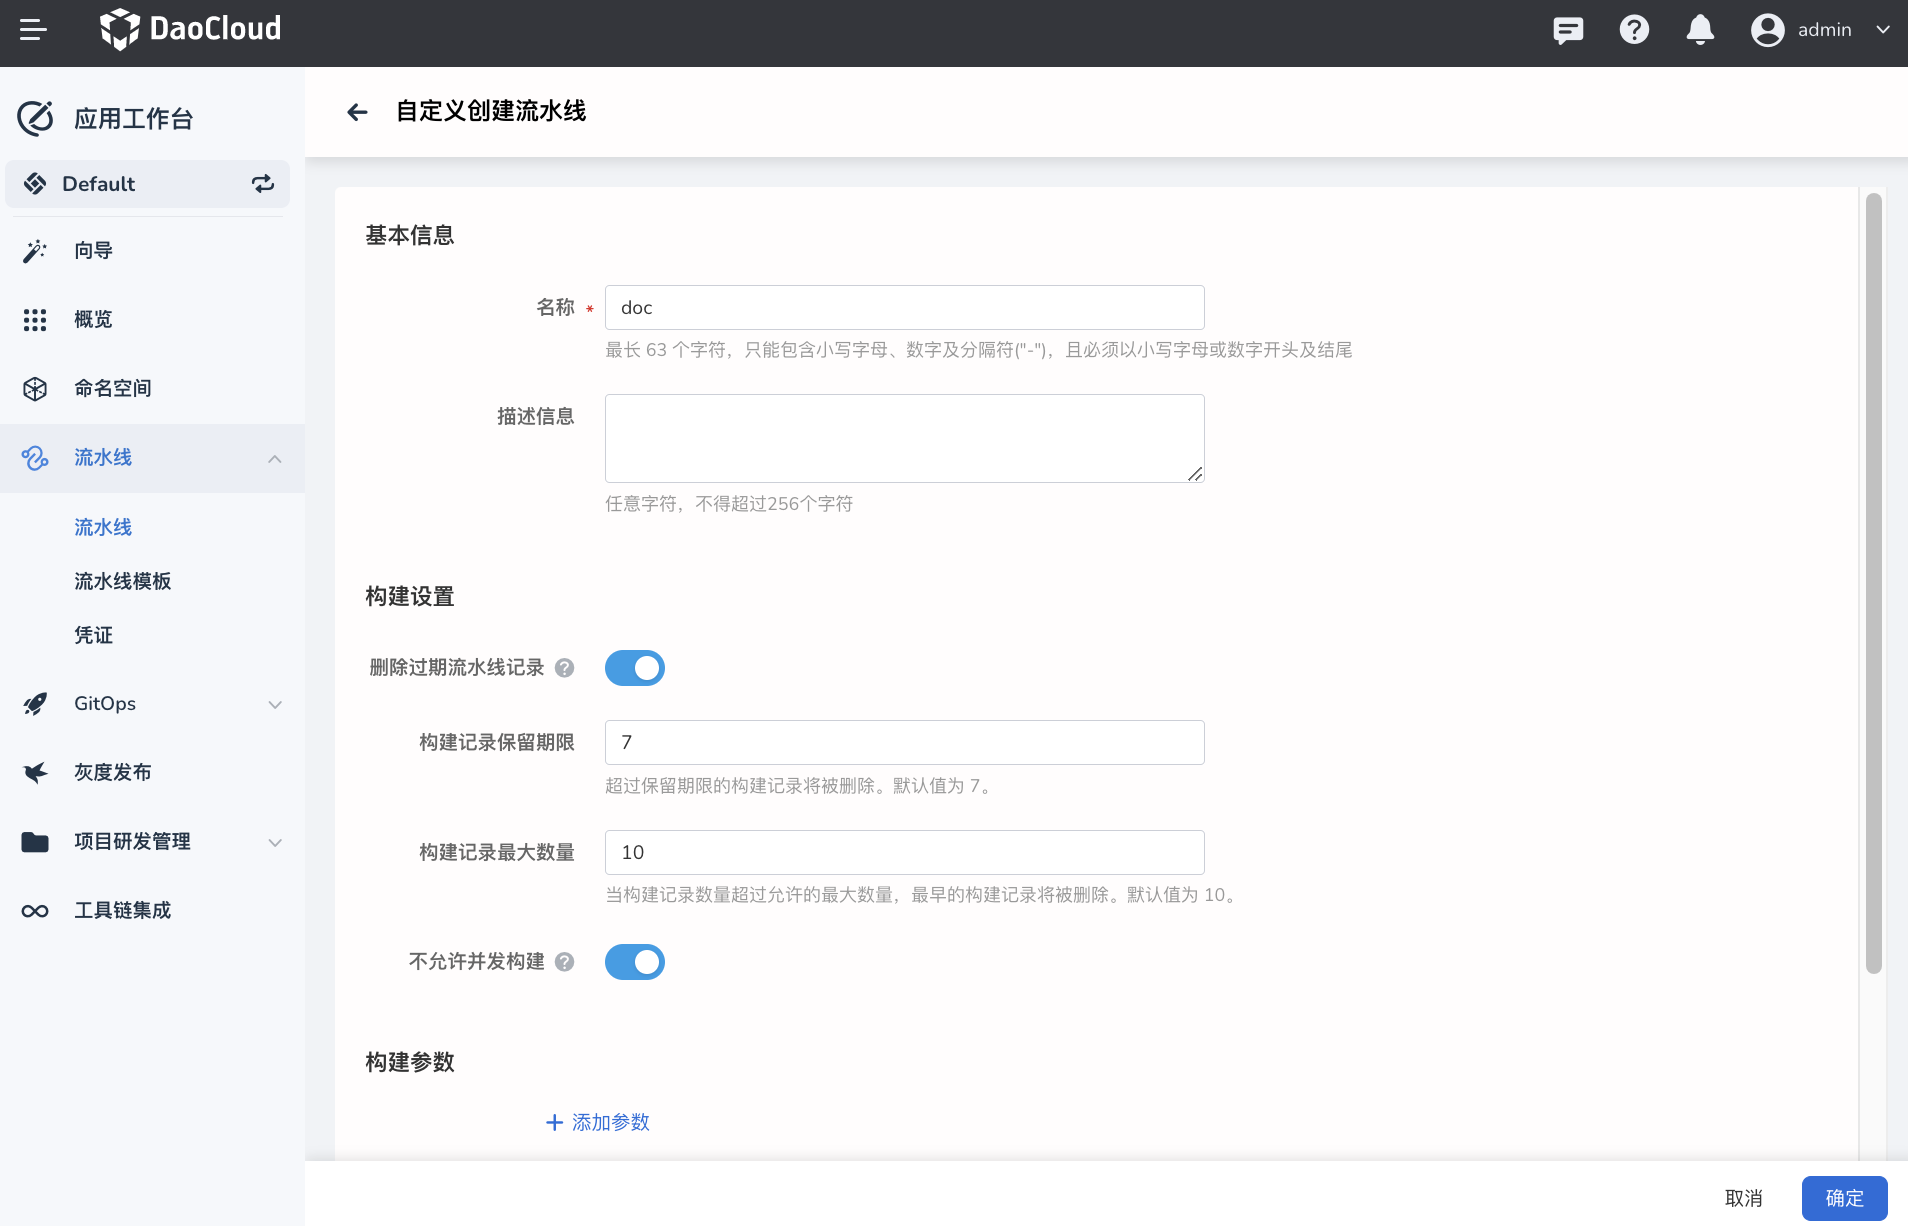 DaoCloud
admin
应用工作台
Default
向导
概览
命名空间
流水线
流水线
流水线模板
凭证
GitOps
灰度发布
项目研发管理
工具链集成
自定义创建流水线
基本信息
名称 * doc
最长 63 个字符，只能包含小写字母、数字及分隔符("-")，且必须以小写字母或数字开头及结尾
描述信息
任意字符，不得超过256个字符
构建设置
删除过期流水线记录
构建记录保留期限 7
超过保留期限的构建记录将被删除。默认值为 7。
构建记录最大数量 10
当构建记录数量超过允许的最大数量，最早的构建记录将被删除。默认值为 10。
不允许并发构建
构建参数
+ 添加参数
取消 确定